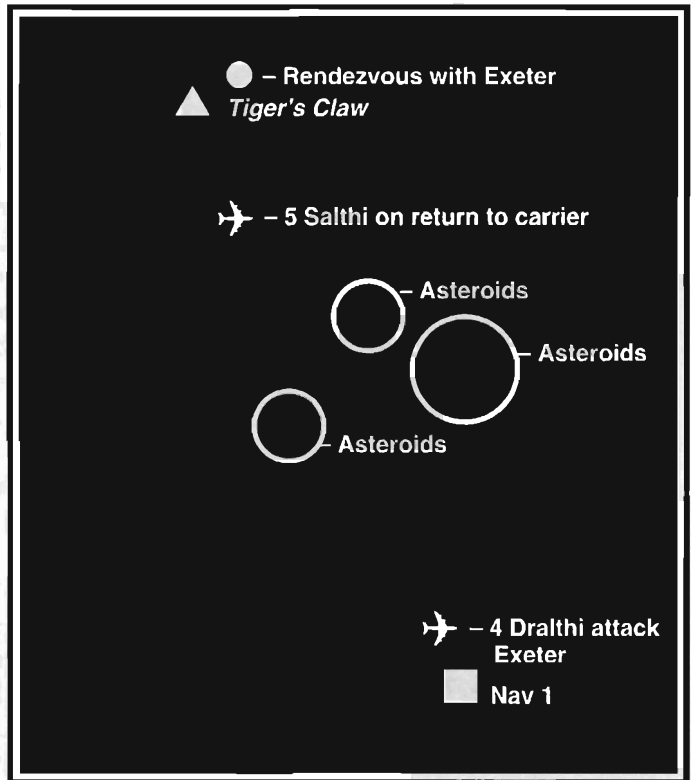 – Rendezvous with Exeter
Tiger's Claw
– 5 Salthi on return to carrier
– Asteroids
– Asteroids
– Asteroids
– 4 Dralthi attack
Exeter
Nav 1